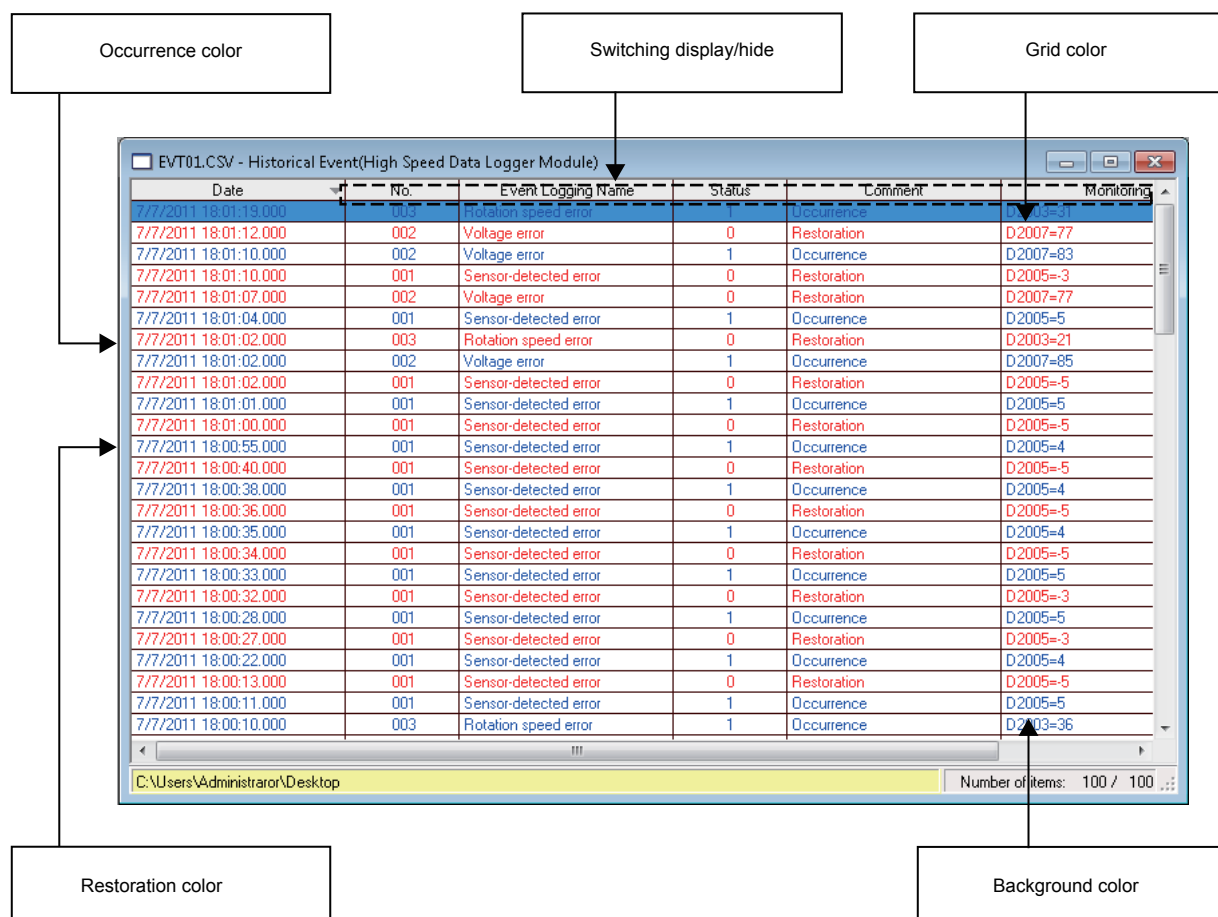 Occurrence color
Switching display/hide
Grid color
EVT01.CSV - Historical Event(High Speed Data Logger Module)
Date No. Event Logging Name Status Comment Monitoring
7/7/2011 18:01:19.000 003 Rotation speed error 1 Occurrence D2003=31
7/7/2011 18:01:12.000 002 Voltage error 0 Restoration D2007=77
7/7/2011 18:01:10.000 002 Voltage error 1 Occurrence D2007=83
7/7/2011 18:01:10.000 001 Sensor-detected error 0 Restoration D2005=-3
7/7/2011 18:01:07.000 002 Voltage error 0 Restoration D2007=77
7/7/2011 18:01:04.000 001 Sensor-detected error 1 Occurrence D2005=5
7/7/2011 18:01:02.000 003 Rotation speed error 0 Restoration D2003=21
7/7/2011 18:01:02.000 002 Voltage error 1 Occurrence D2007=85
7/7/2011 18:01:02.000 001 Sensor-detected error 0 Restoration D2005=-5
7/7/2011 18:01:01.000 001 Sensor-detected error 1 Occurrence D2005=5
7/7/2011 18:01:00.000 001 Sensor-detected error 0 Restoration D2005=-5
7/7/2011 18:00:55.000 001 Sensor-detected error 1 Occurrence D2005=4
7/7/2011 18:00:40.000 001 Sensor-detected error 0 Restoration D2005=-5
7/7/2011 18:00:38.000 001 Sensor-detected error 1 Occurrence D2005=4
7/7/2011 18:00:36.000 001 Sensor-detected error 0 Restoration D2005=-5
7/7/2011 18:00:35.000 001 Sensor-detected error 1 Occurrence D2005=4
7/7/2011 18:00:34.000 001 Sensor-detected error 0 Restoration D2005=-5
7/7/2011 18:00:33.000 001 Sensor-detected error 1 Occurrence D2005=5
7/7/2011 18:00:32.000 001 Sensor-detected error 0 Restoration D2005=-3
7/7/2011 18:00:28.000 001 Sensor-detected error 1 Occurrence D2005=5
7/7/2011 18:00:27.000 001 Sensor-detected error 0 Restoration D2005=-3
7/7/2011 18:00:22.000 001 Sensor-detected error 1 Occurrence D2005=4
7/7/2011 18:00:13.000 001 Sensor-detected error 0 Restoration D2005=-5
7/7/2011 18:00:11.000 001 Sensor-detected error 1 Occurrence D2005=5
7/7/2011 18:00:10.000 003 Rotation speed error 1 Occurrence D2003=36
C:\Users\Administraror\Desktop
Number of items: 100 / 100
Restoration color
Background color